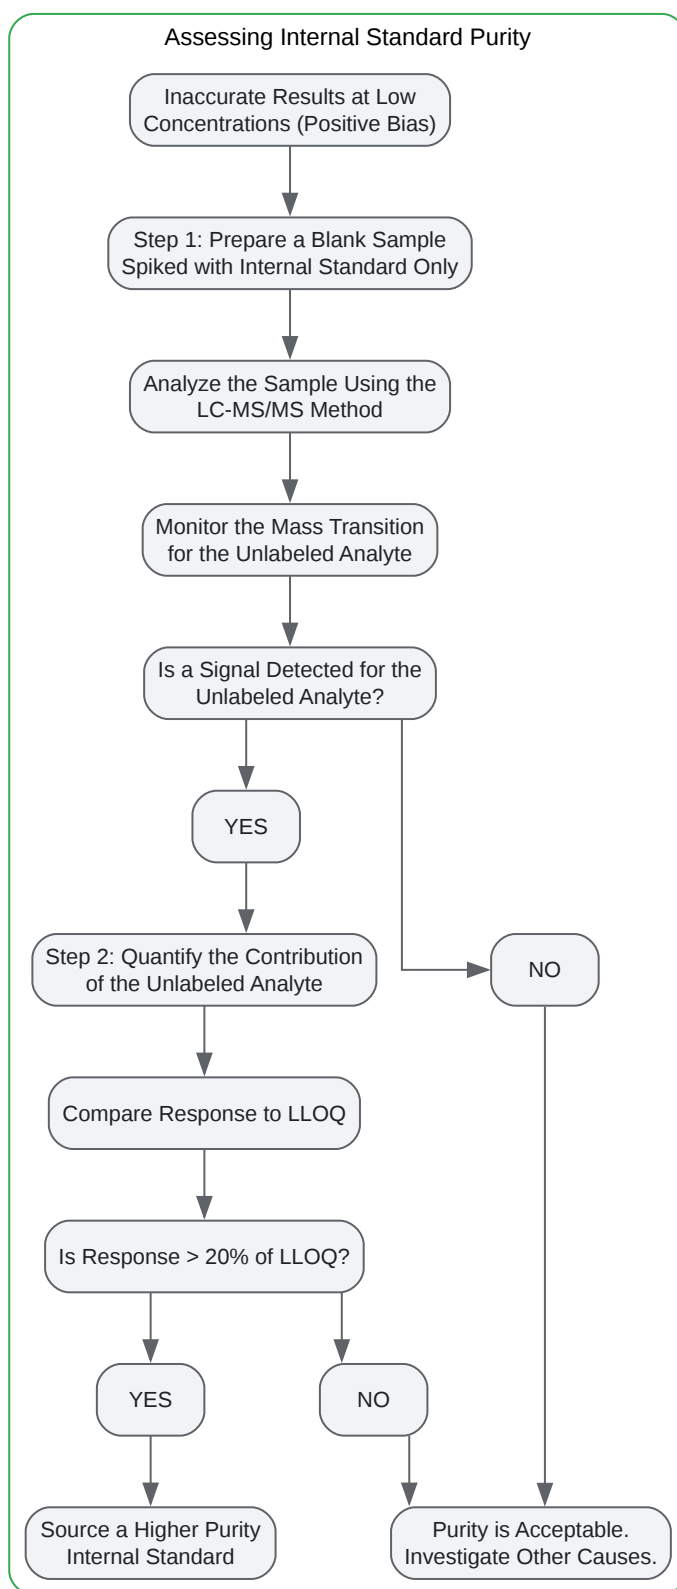 Assessing Internal Standard Purity
Inaccurate Results at Low
Concentrations (Positive Bias)
Step 1: Prepare a Blank Sample
Spiked with Internal Standard Only
Analyze the Sample Using the
LC-MS/MS Method
Monitor the Mass Transition
for the Unlabeled Analyte
Is a Signal Detected for the
Unlabeled Analyte?
YES
Step 2: Quantify the Contribution
of the Unlabeled Analyte
NO
Compare Response to LLOQ
Is Response > 20% of LLOQ?
YES
NO
Source a Higher Purity
Internal Standard
Purity is Acceptable.
Investigate Other Causes.